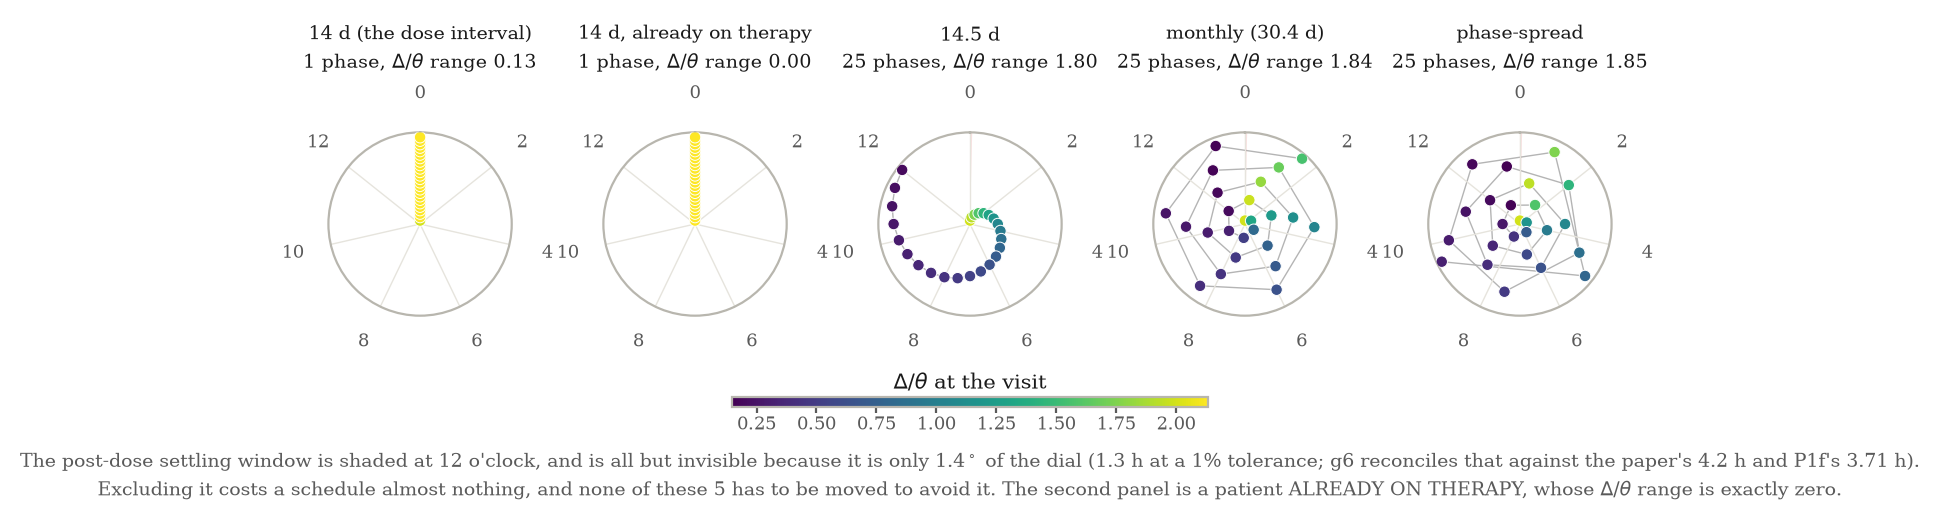 14 d (the dose interval)
1 phase, Δ/θ range 0.13
14 d, already on therapy
1 phase, Δ/θ range 0.00
14.5 d
25 phases, Δ/θ range 1.80
monthly (30.4 d)
25 phases, Δ/θ range 1.84
phase-spread
25 phases, Δ/θ range 1.85
0
2
4
6
8
10
12
0
2
4
6
8
10
12
0
2
4
6
8
10
12
0
2
4
6
8
10
12
0
2
4
6
8
10
12
Δ/θ at the visit
0.25 0.50 0.75 1.00 1.25 1.50 1.75 2.00
The post-dose settling window is shaded at 12 o'clock, and is all but invisible because it is only 1.4° of the dial (1.3 h at a 1% tolerance; g6 reconciles that against the paper's 4.2 h and P1f's 3.71 h).
Excluding it costs a schedule almost nothing, and none of these 5 has to be moved to avoid it. The second panel is a patient ALREADY ON THERAPY, whose Δ/θ range is exactly zero.